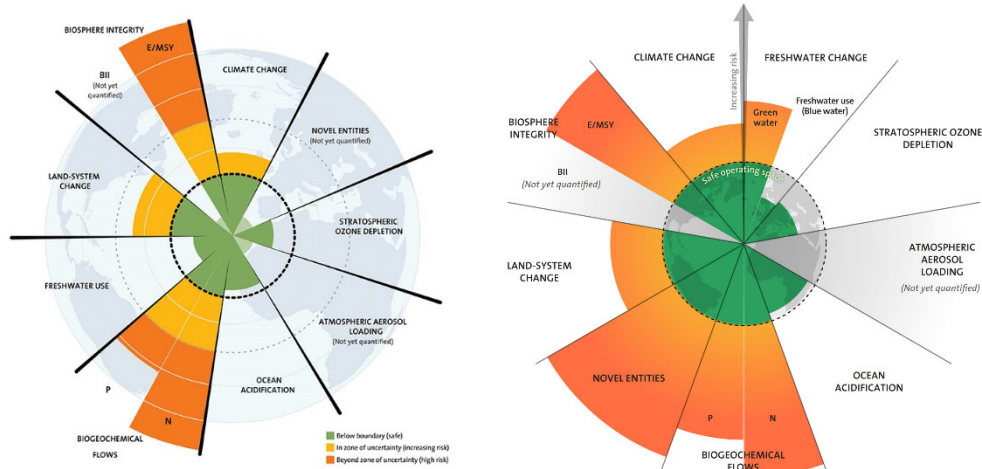 BIOSPHERE INTEGRITY
E/MSY
BII
(Not yet
quantified)
CLIMATE CHANGE
NOVEL ENTITIES
(Not yet quantified)
LAND-SYSTEM
CHANGE
STRATOSPHERIC
OZONE DEPLETION
FRESHWATER USE
ATMOSPHERIC AEROSOL
LOADING
(Not yet quantified)
P
N
OCEAN
ACIDIFICATION
BIOGEOCHEMICAL
FLOWS
Below boundary (safe)
In zone of uncertainty (increasing risk)
Beyond zone of uncertainty (high risk)
CLIMATE CHANGE
Increasing risk
FRESHWATER CHANGE
Green
water
Freshwater use
(Blue water)
STRATOSPHERIC OZONE
DEPLETION
BIOSPHERE
INTEGRITY
E/MSY
BII
(Not yet quantified)
Safe operating space
ATMOSPHERIC
AEROSOL
LOADING
(Not yet quantified)
LAND-SYSTEM
CHANGE
NOVEL ENTITIES
OCEAN
ACIDIFICATION
P
N
BIOGEOCHEMICAL
FLOWS